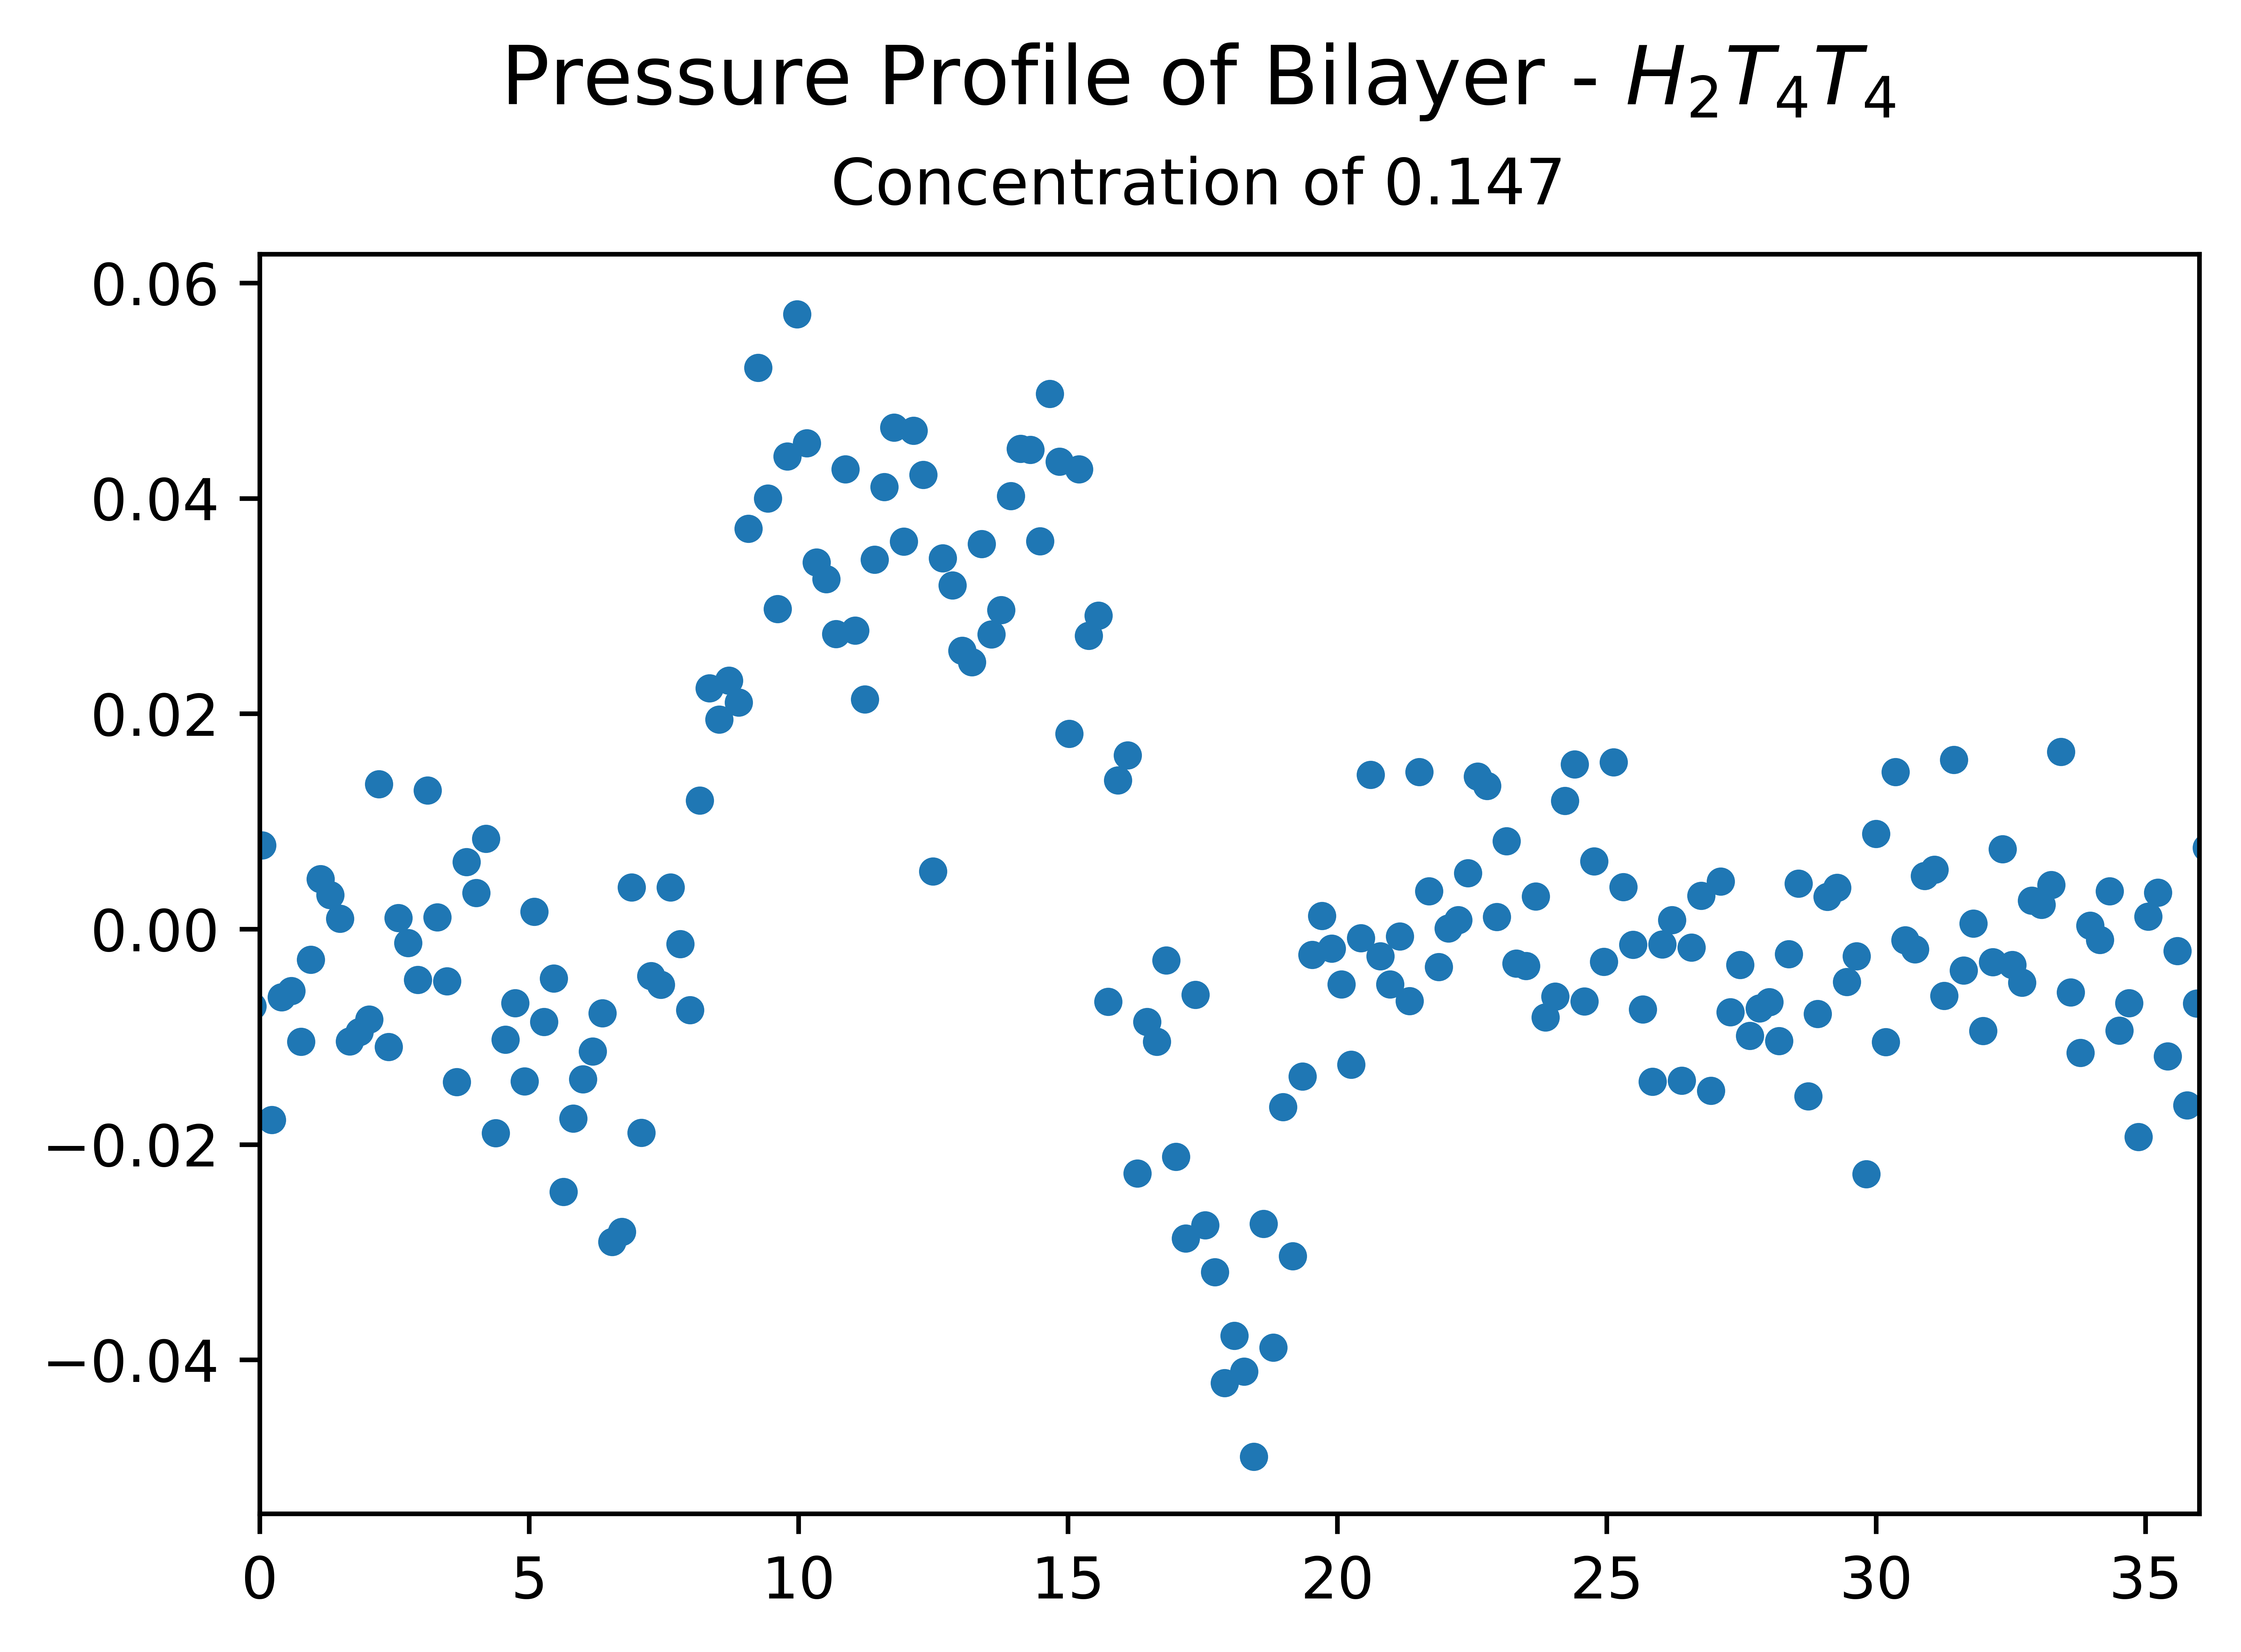 Pressure Profile of Bilayer - H₂T₄T₄
Concentration of 0.147
0.06
0.04
0.02
0.00
−0.02
−0.04
0 5 10 15 20 25 30 35